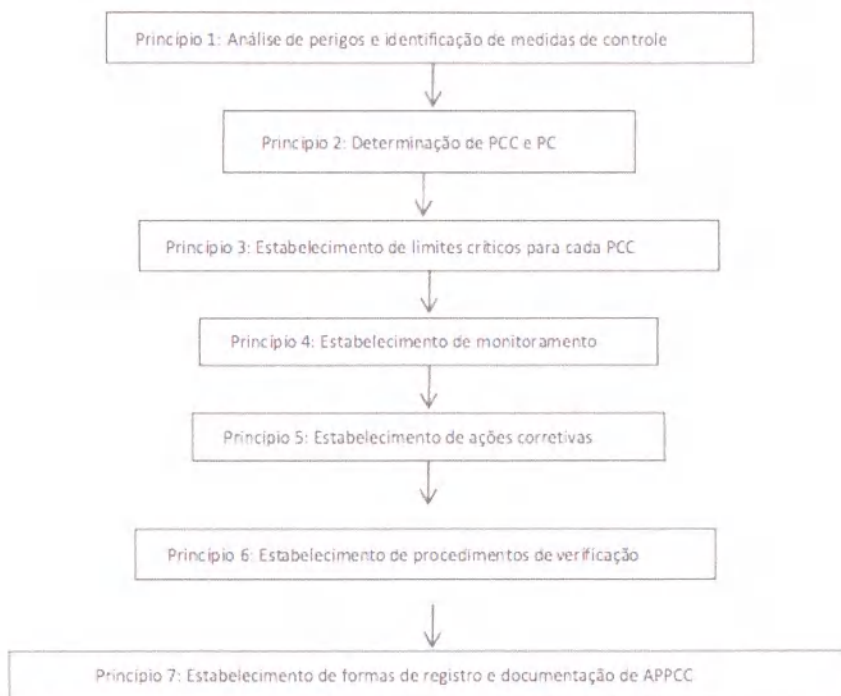 Princípio 1: Análise de perigos e identificação de medidas de controle
Princípio 2: Determinação de PCC e PC
Princípio 3: Estabelecimento de limites críticos para cada PCC
Princípio 4: Estabelecimento de monitoramento
Princípio 5: Estabelecimento de ações corretivas
Princípio 6: Estabelecimento de procedimentos de verificação
Princípio 7: Estabelecimento de formas de registro e documentação de APPCC